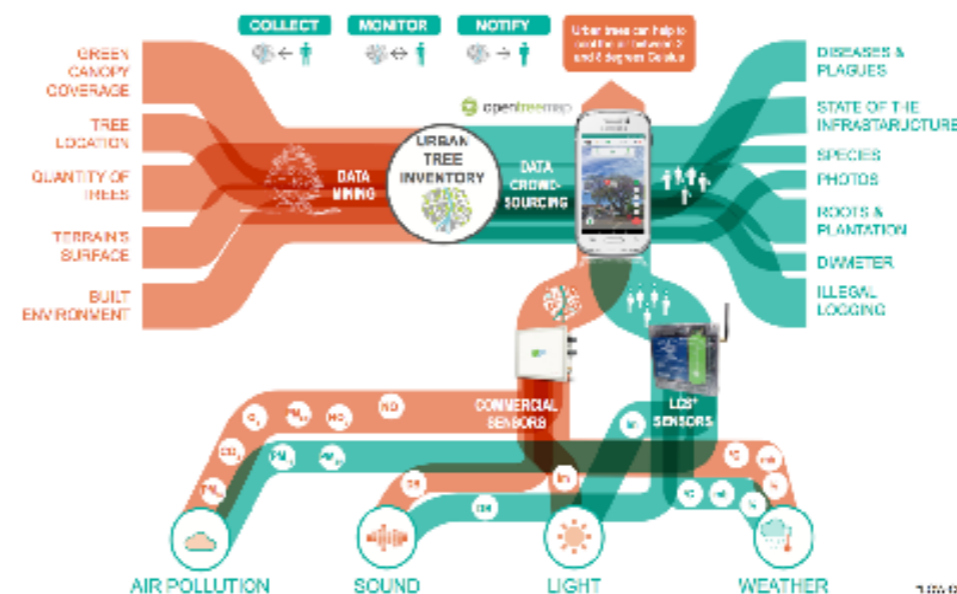 COLLECT
MONITOR
NOTIFY
Urban trees can help to
cool the air between 2
and 8 degrees Celsius
GREEN
CANOPY
COVERAGE
TREE
LOCATION
QUANTITY OF
TREES
TERRAIN'S
SURFACE
BUILT
ENVIRONMENT
opentreemap
DATA
MINING
URBAN
TREE
INVENTORY
DATA
CROWD-
SOURCING
DISEASES &
PLAGUES
STATE OF THE
INFRASTARUCTURE
SPECIES
PHOTOS
ROOTS &
PLANTATION
DIAMETER
ILLEGAL
LOGGING
COMMERCIAL
SENSORS
SENSORS
NO
AIR POLLUTION
SOUND
LIGHT
WEATHER